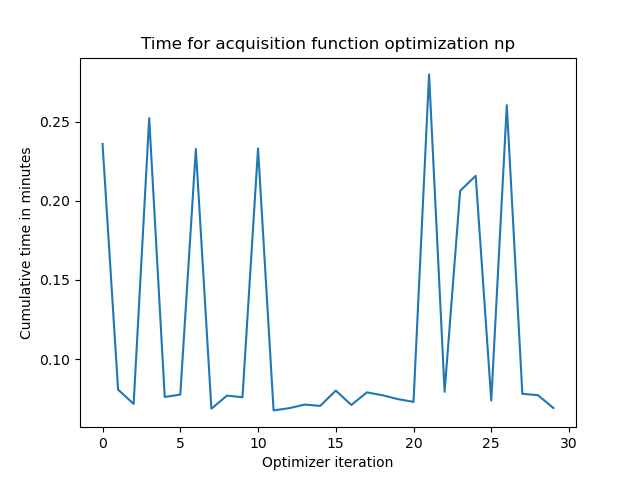 Time for acquisition function optimization np
Cumulative time in minutes
0.25
0.20
0.15
0.10
0 5 10 15 20 25 30
Optimizer iteration